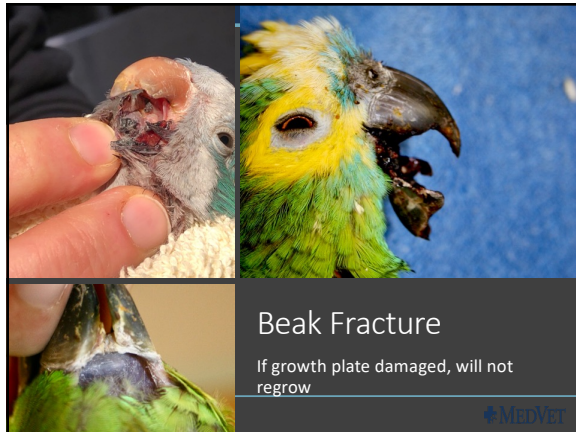 Beak Fracture
If growth plate damaged, will not
regrow
MEDVET